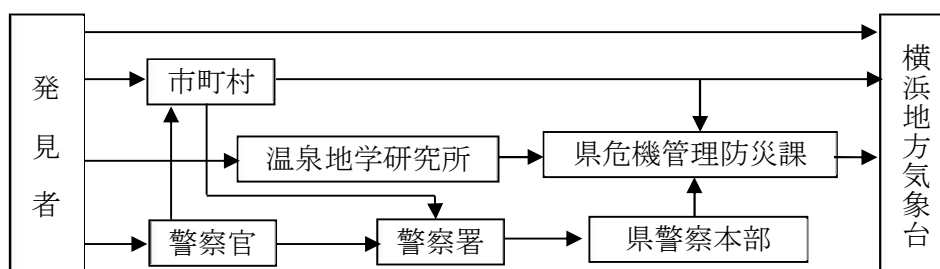 発見者
市町村
温泉地学研究所
県危機管理防災課
警察官
警察署
県警察本部
横浜地方気象台